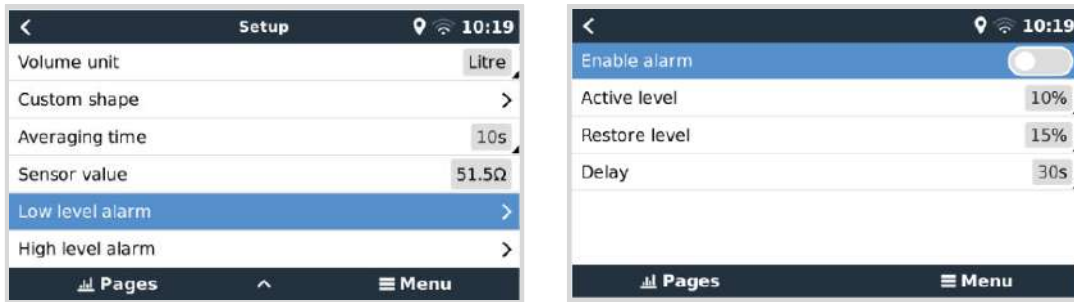 Setup 10:19
Volume unit Litre
Custom shape
Averaging time 10s
Sensor value 51.5Ω
Low level alarm
High level alarm
Pages Menu
10:19
Enable alarm
Active level 10%
Restore level 15%
Delay 30s
Pages Menu